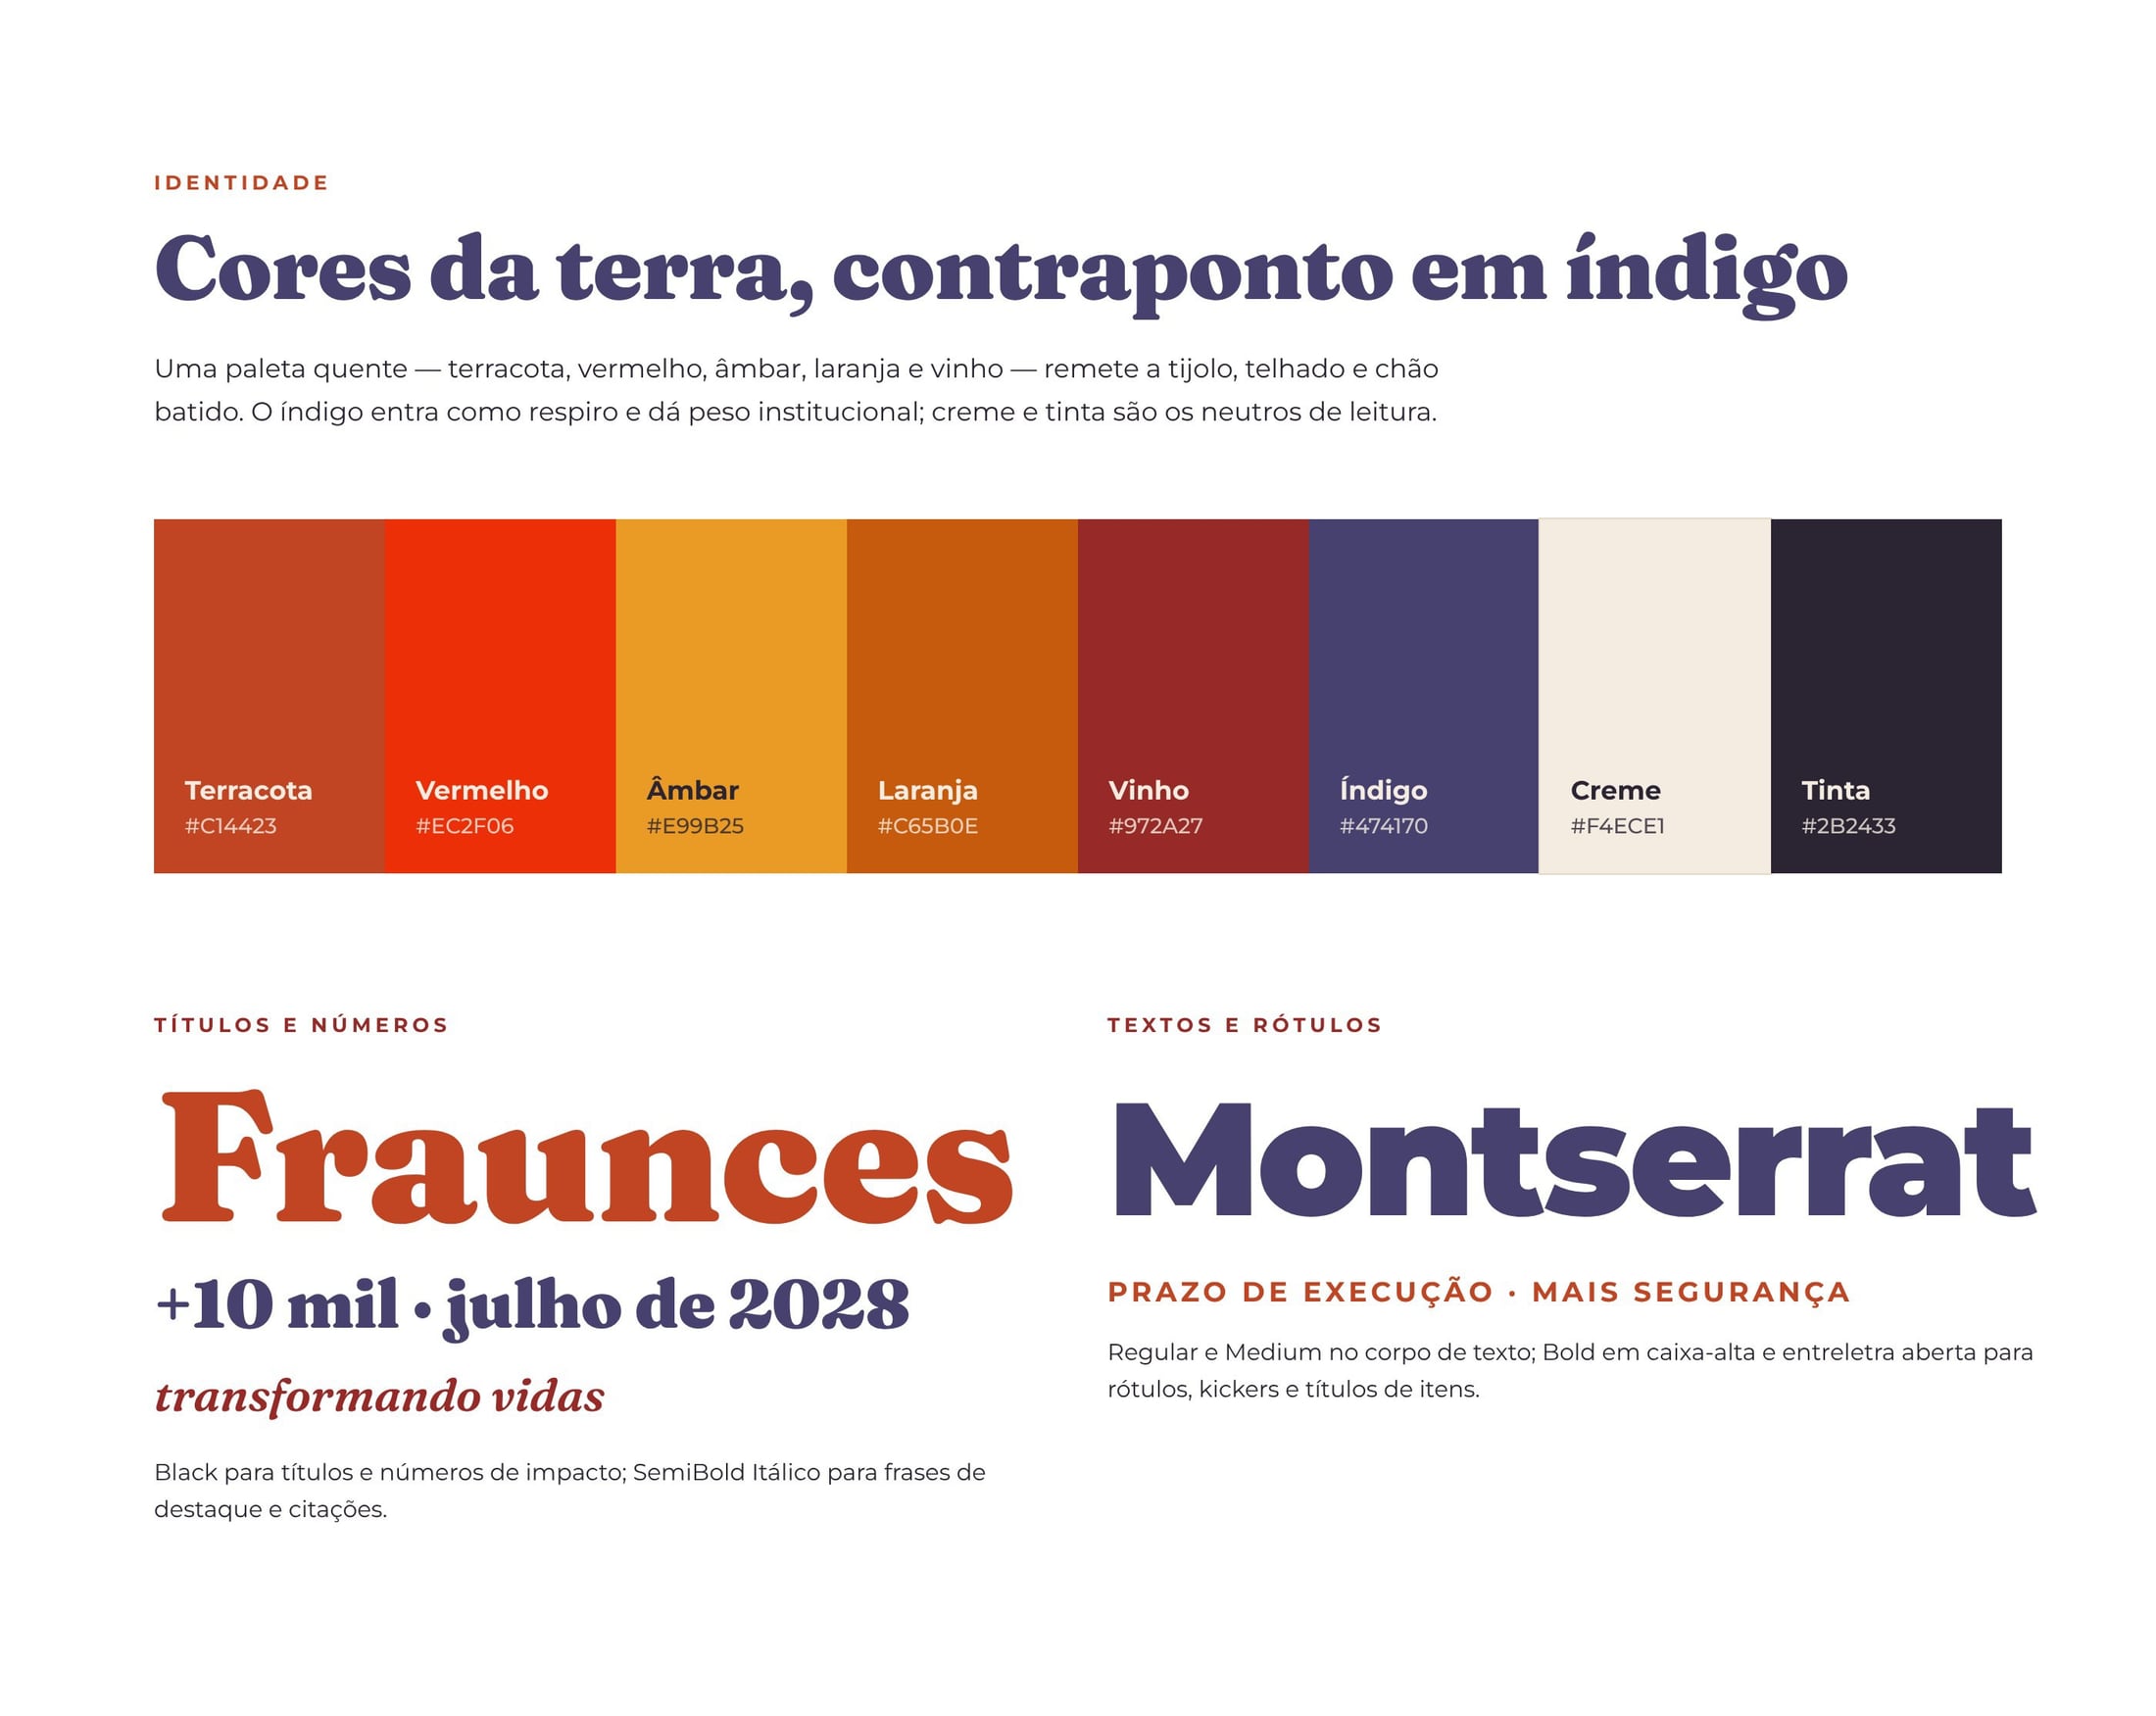 IDENTIDADE
Cores da terra, contraponto em índigo
Uma paleta quente — terracota, vermelho, âmbar, laranja e vinho — remete a tijolo, telhado e chão
batido. O índigo entra como respiro e dá peso institucional; creme e tinta são os neutros de leitura.
Terracota
#C14423
Vermelho
#EC2F06
Âmbar
#E99B25
Laranja
#C65B0E
Vinho
#972A27
Índigo
#474170
Creme
#F4ECE1
Tinta
#2B2433
TÍTULOS E NÚMEROS
Fraunces
+10 mil · julho de 2028
transformando vidas
Black para títulos e números de impacto; SemiBold Itálico para frases de
destaque e citações.
TEXTOS E RÓTULOS
Montserrat
PRAZO DE EXECUÇÃO · MAIS SEGURANÇA
Regular e Medium no corpo de texto; Bold em caixa-alta e entreletra aberta para
rótulos, kickers e títulos de itens.